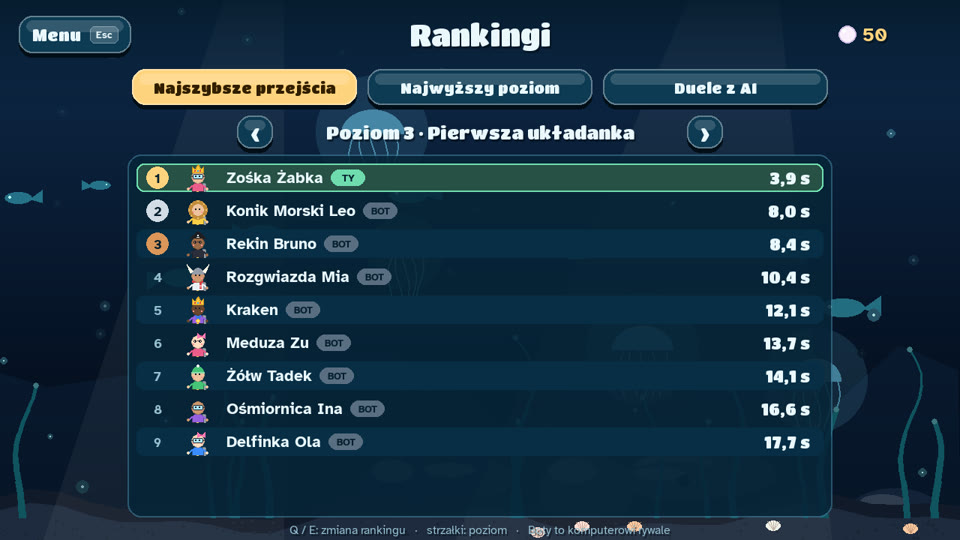 Menu Esc
Rankingi
50
Najszybsze przejścia
Najwyższy poziom
Duele z AI
❮ Poziom 3 · Pierwsza układanka ❯
1 Zośka Żabka TY 3,9 s
2 Konik Morski Leo BOT 8,0 s
3 Rekin Bruno BOT 8,4 s
4 Rozgwiazda Mia BOT 10,4 s
5 Kraken BOT 12,1 s
6 Meduza Zu BOT 13,7 s
7 Żółw Tadek BOT 14,1 s
8 Ośmiornica Ina BOT 16,6 s
9 Delfinka Ola BOT 17,7 s
Q / E: zmiana rankingu · strzałki: poziom · Boty to komputerowi rywale